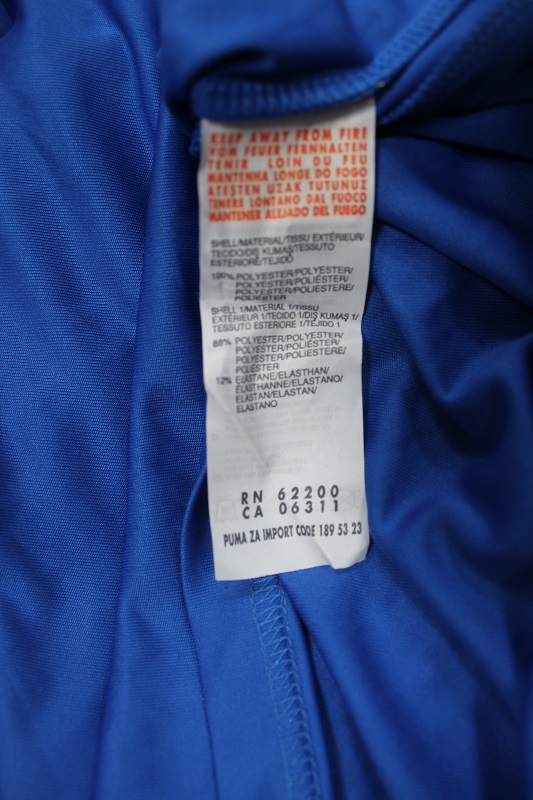 KEEP AWAY FROM FIRE
VOM FEUER FERNHALTEN
TENIR LOIN DU FEU
MANTENHA LONGE DO FOGO
ATEŞTEN UZAK TUTUNUZ
TENERE LONTANO DAL FUOCO
MANTENER ALEJADO DEL FUEGO
SHELL/MATERIAL/TISSU EXTÉRIEUR/
TECIDO/DIŞ KUMAŞ/TESSUTO
ESTERIORE/TEJIDO
100% POLYESTER/POLYESTER/
POLYESTER/POLIÉSTER/
POLYESTER/POLIESTERE/
POLIESTER
SHELL 1/MATERIAL 1/TISSU
EXTÉRIEUR 1/TECIDO 1/DIŞ KUMAŞ 1/
TESSUTO ESTERIORE 1/TEJIDO 1
88% POLYESTER/POLYESTER/
POLYESTER/POLIÉSTER/
POLYESTER/POLIESTERE/
POLIESTER
12% ELASTANE/ELASTHAN/
ÉLASTHANNE/ELASTANO/
ELASTAN/ELASTAN/
ELASTANO
RN 62200
CA 06311
PUMA ZA IMPORT CODE 189 53 23